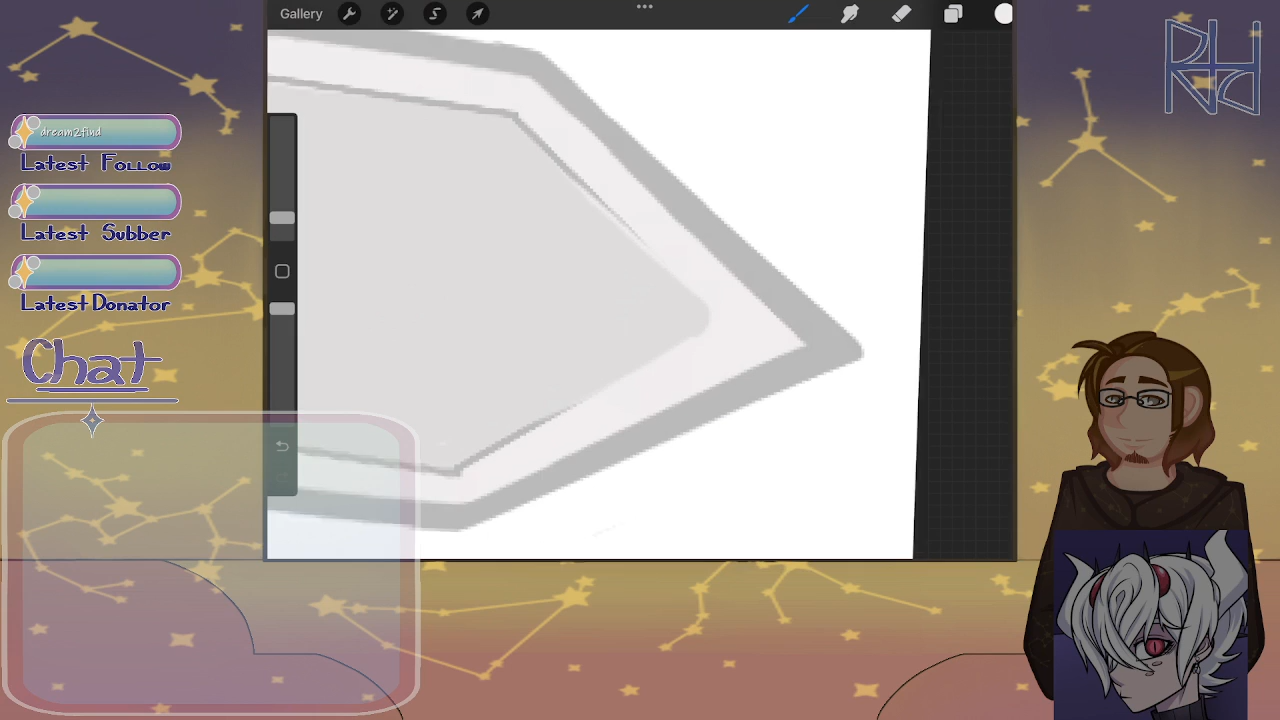 Gallery
dream2find
Latest Follow
Latest Subber
Latest Donator
Chat